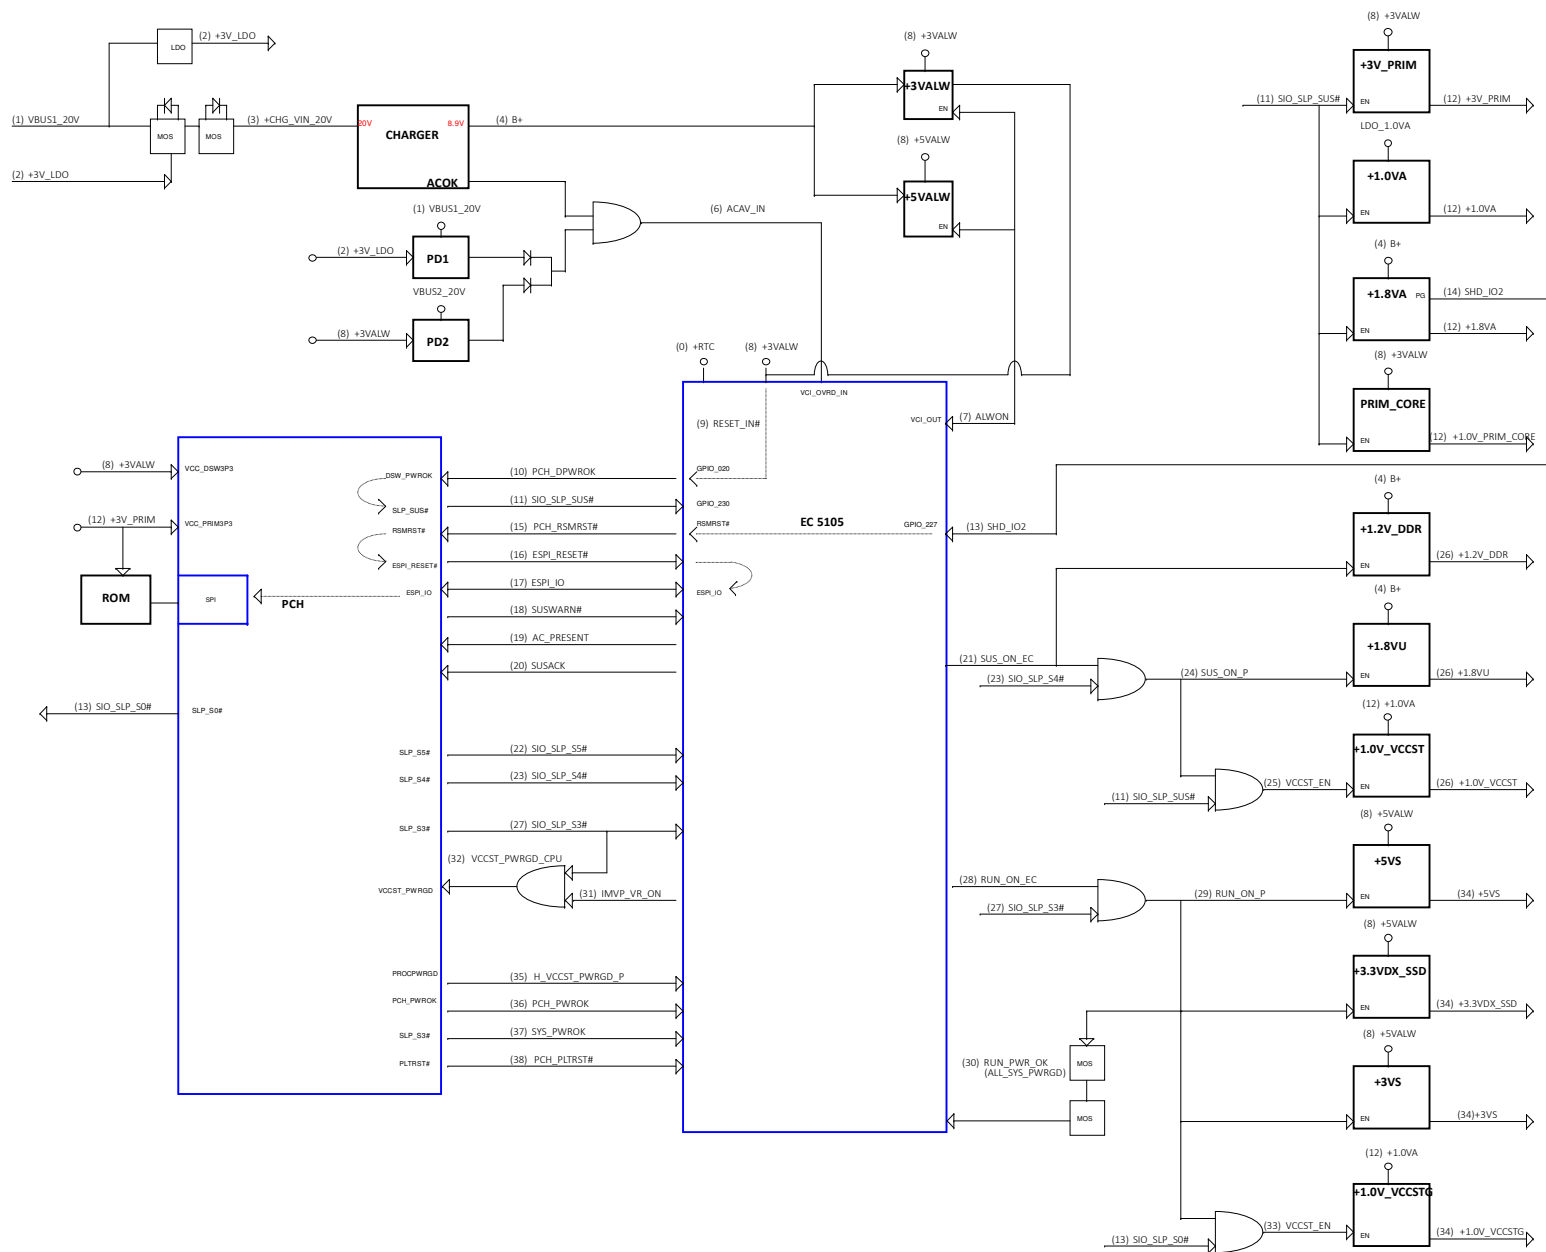 (2) +3V_LDO
LDO
(1) VBUS1_20V
MOS
MOS
(3) +CHG_VIN_20V
(2) +3V_LDO
20V
8.9V
CHARGER
ACOK
(4) B+
(8) +3VALW
+3VALW
EN
(8) +5VALW
+5VALW
EN
(6) ACAV_IN
(1) VBUS1_20V
(2) +3V_LDO
PD1
VBUS2_20V
(8) +3VALW
PD2
(8) +3VALW
+3V_PRIM
EN
(11) SIO_SLP_SUS#
(12) +3V_PRIM
LDO_1.0VA
+1.0VA
EN
(12) +1.0VA
(4) B+
+1.8VA
PG
EN
(14) SHD_IO2
(12) +1.8VA
(8) +3VALW
PRIM_CORE
EN
(12) +1.0V_PRIM_CORE
(0) +RTC
(8) +3VALW
VCI_OVRD_IN
(9) RESET_IN#
VCI_OUT
(7) ALWON
(8) +3VALW
VCC_DSW3P3
DSW_PWROK
(10) PCH_DPWROK
GPIO_020
SLP_SUS#
(11) SIO_SLP_SUS#
GPIO_230
(12) +3V_PRIM
VCC_PRIM3P3
RSMRST#
(15) PCH_RSMRST#
RSMRST#
EC 5105
GPIO_227
(13) SHD_IO2
ESPI_RESET#
(16) ESPI_RESET#
ROM
SPI
PCH
ESPI_IO
(17) ESPI_IO
ESPI_IO
(18) SUSWARN#
(19) AC_PRESENT
(20) SUSACK
(13) SIO_SLP_S0#
SLP_S0#
SLP_S5#
(22) SIO_SLP_S5#
SLP_S4#
(23) SIO_SLP_S4#
SLP_S3#
(27) SIO_SLP_S3#
(32) VCCST_PWRGD_CPU
VCCST_PWRGD
(31) IMVP_VR_ON
PROCPWRGD
(35) H_VCCST_PWRGD_P
PCH_PWROK
(36) PCH_PWROK
SLP_S3#
(37) SYS_PWROK
PLTRST#
(38) PCH_PLTRST#
(4) B+
+1.2V_DDR
EN
(26) +1.2V_DDR
(4) B+
+1.8VU
EN
(26) +1.8VU
(21) SUS_ON_EC
(23) SIO_SLP_S4#
(24) SUS_ON_P
(12) +1.0VA
+1.0V_VCCST
EN
(26) +1.0V_VCCST
(25) VCCST_EN
(11) SIO_SLP_SUS#
(8) +5VALW
+5VS
EN
(34) +5VS
(28) RUN_ON_EC
(27) SIO_SLP_S3#
(29) RUN_ON_P
(8) +5VALW
+3.3VDX_SSD
EN
(34) +3.3VDX_SSD
(30) RUN_PWR_OK
(ALL_SYS_PWRGD)
MOS
MOS
(8) +5VALW
+3VS
EN
(34)+3VS
(12) +1.0VA
+1.0V_VCCSTG
EN
(34) +1.0V_VCCSTG
(33) VCCST_EN
(13) SIO_SLP_S0#